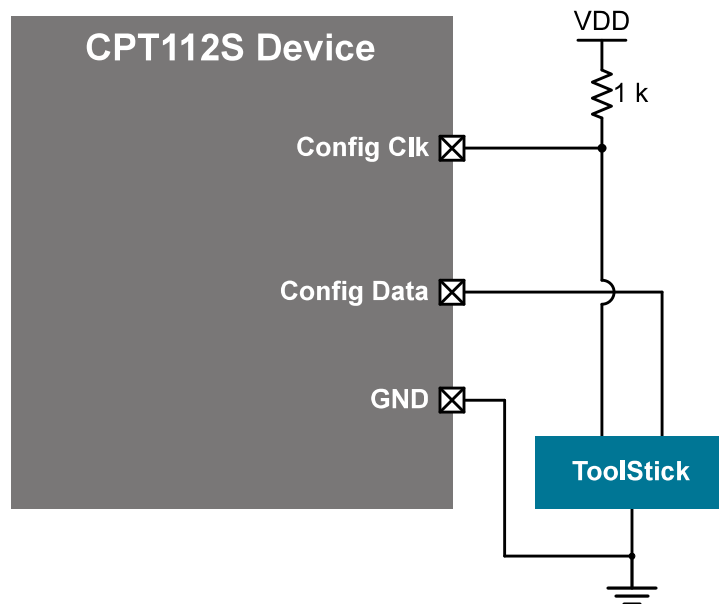 CPT112S Device
VDD
1 k
Config Clk
Config Data
GND
ToolStick